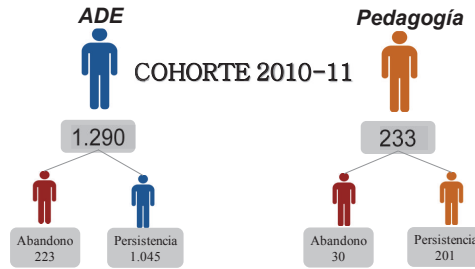 ADE
Pedagogía
COHORTE 2010-11
1.290
233
Abandono
223
Persistencia
1.045
Abandono
30
Persistencia
201